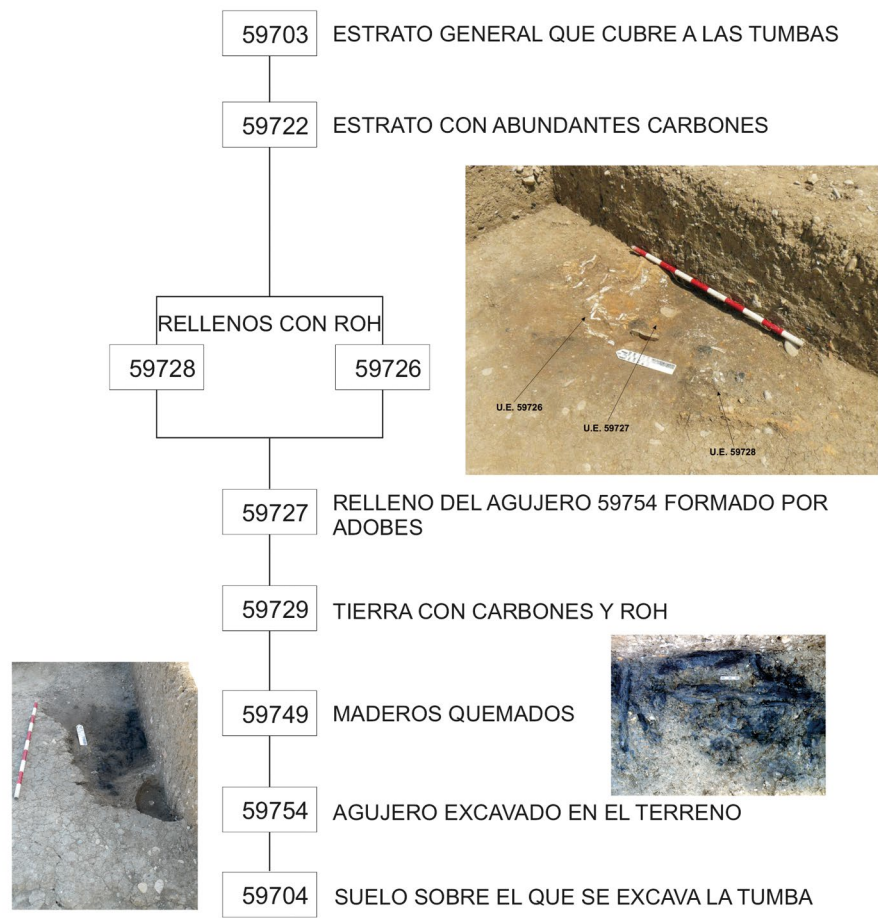 59703 ESTRATO GENERAL QUE CUBRE A LAS TUMBAS
59722 ESTRATO CON ABUNDANTES CARBONES
RELLENOS CON ROH
59728 59726
U.E. 59726
U.E. 59727
U.E. 59728
59727 RELLENO DEL AGUJERO 59754 FORMADO POR
ADOBES
59729 TIERRA CON CARBONES Y ROH
59749 MADEROS QUEMADOS
59754 AGUJERO EXCAVADO EN EL TERRENO
59704 SUELO SOBRE EL QUE SE EXCAVA LA TUMBA